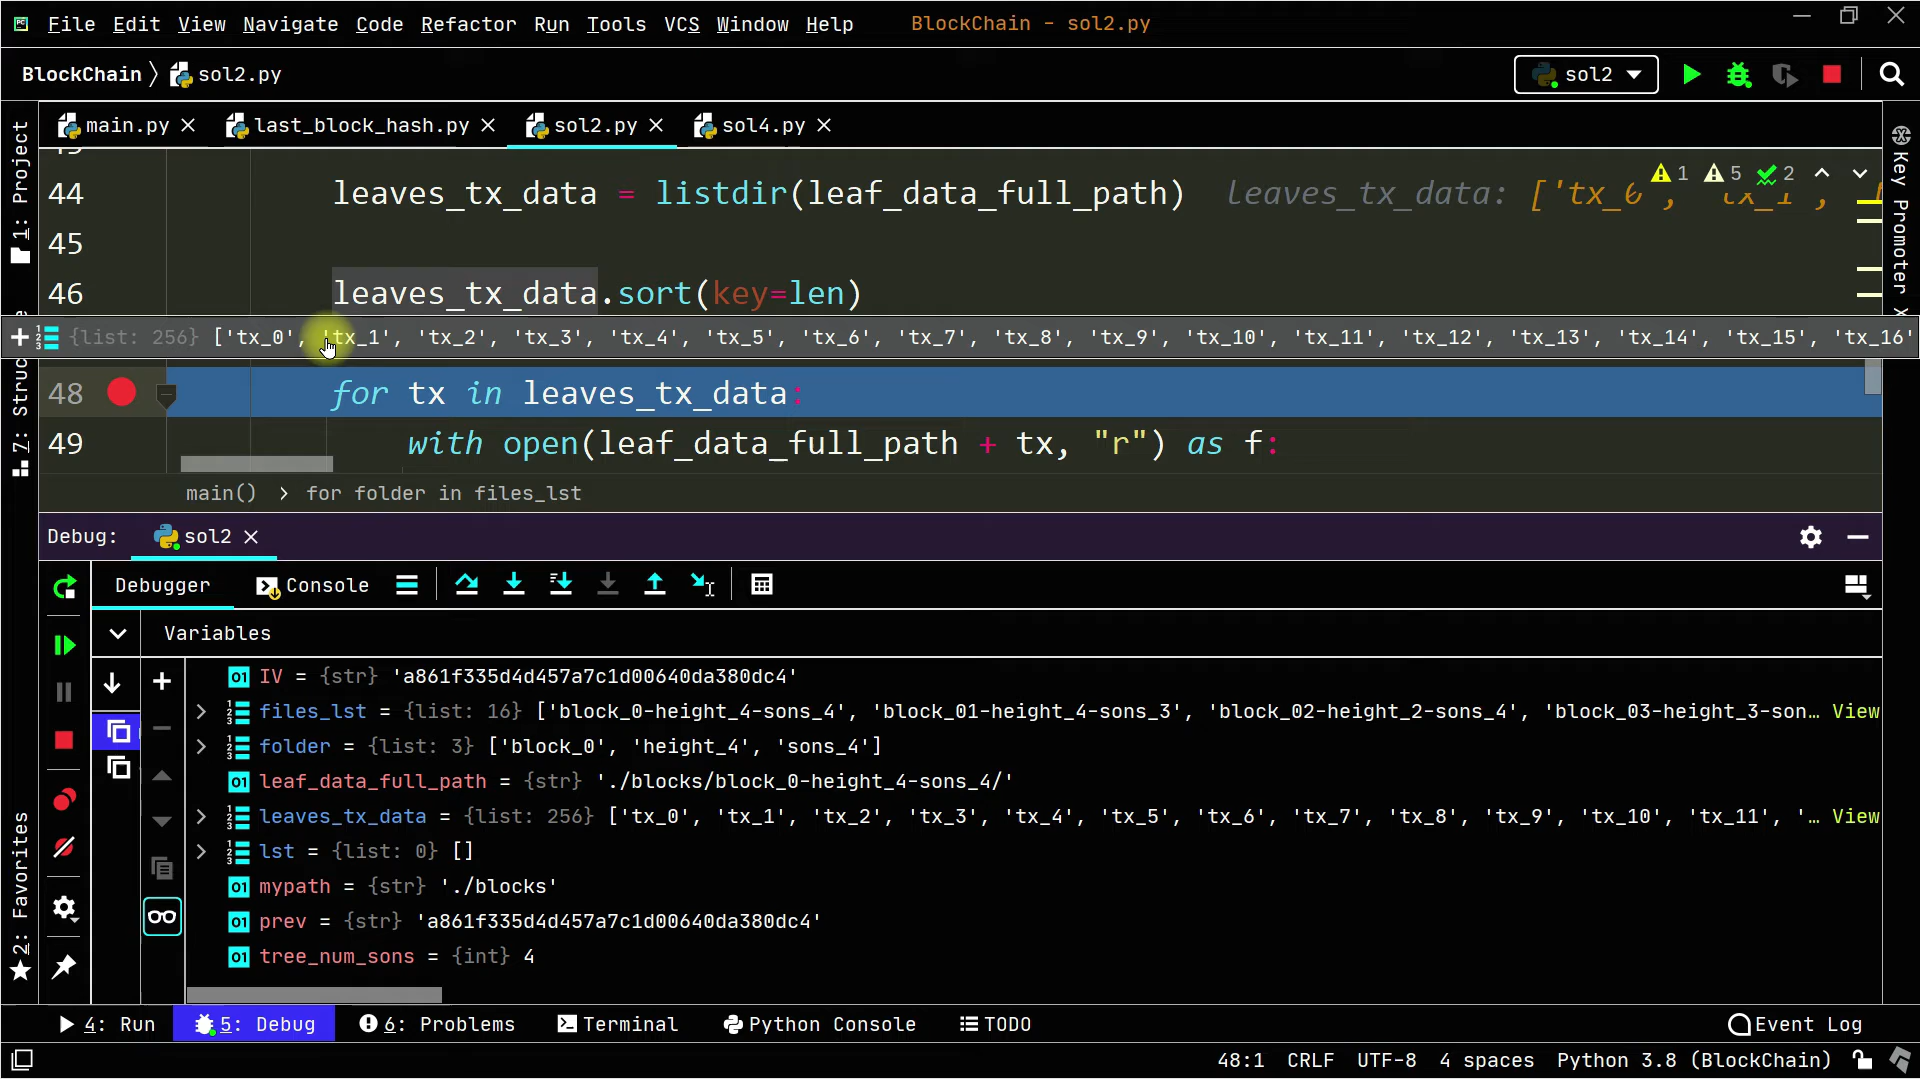 File Edit View Navigate Code Refactor Run Tools VCS Window Help BlockChain - sol2.py
BlockChain sol2.py sol2
main.py last_block_hash.py sol2.py sol4.py
1: Project
Key Promoter X
44 leaves_tx_data = listdir(leaf_data_full_path) leaves_tx_data: ['tx_0', 'tx_1',
1 5 2
45
46 leaves_tx_data.sort(key=len)
{list: 256} ['tx_0', 'tx_1', 'tx_2', 'tx_3', 'tx_4', 'tx_5', 'tx_6', 'tx_7', 'tx_8', 'tx_9', 'tx_10', 'tx_11', 'tx_12', 'tx_13', 'tx_14', 'tx_15', 'tx_16'
48 for tx in leaves_tx_data:
49 with open(leaf_data_full_path + tx, "r") as f:
main() > for folder in files_lst
Debug: sol2
Debugger Console
Variables
IV = {str} 'a861f335d4d457a7c1d00640da380dc4'
files_lst = {list: 16} ['block_0-height_4-sons_4', 'block_01-height_4-sons_3', 'block_02-height_2-sons_4', 'block_03-height_3-son... View
folder = {list: 3} ['block_0', 'height_4', 'sons_4']
leaf_data_full_path = {str} './blocks/block_0-height_4-sons_4/'
leaves_tx_data = {list: 256} ['tx_0', 'tx_1', 'tx_2', 'tx_3', 'tx_4', 'tx_5', 'tx_6', 'tx_7', 'tx_8', 'tx_9', 'tx_10', 'tx_11', '... View
lst = {list: 0} []
mypath = {str} './blocks'
prev = {str} 'a861f335d4d457a7c1d00640da380dc4'
tree_num_sons = {int} 4
2: Favorites
4: Run 5: Debug 6: Problems Terminal Python Console TODO Event Log
48:1 CRLF UTF-8 4 spaces Python 3.8 (BlockChain)